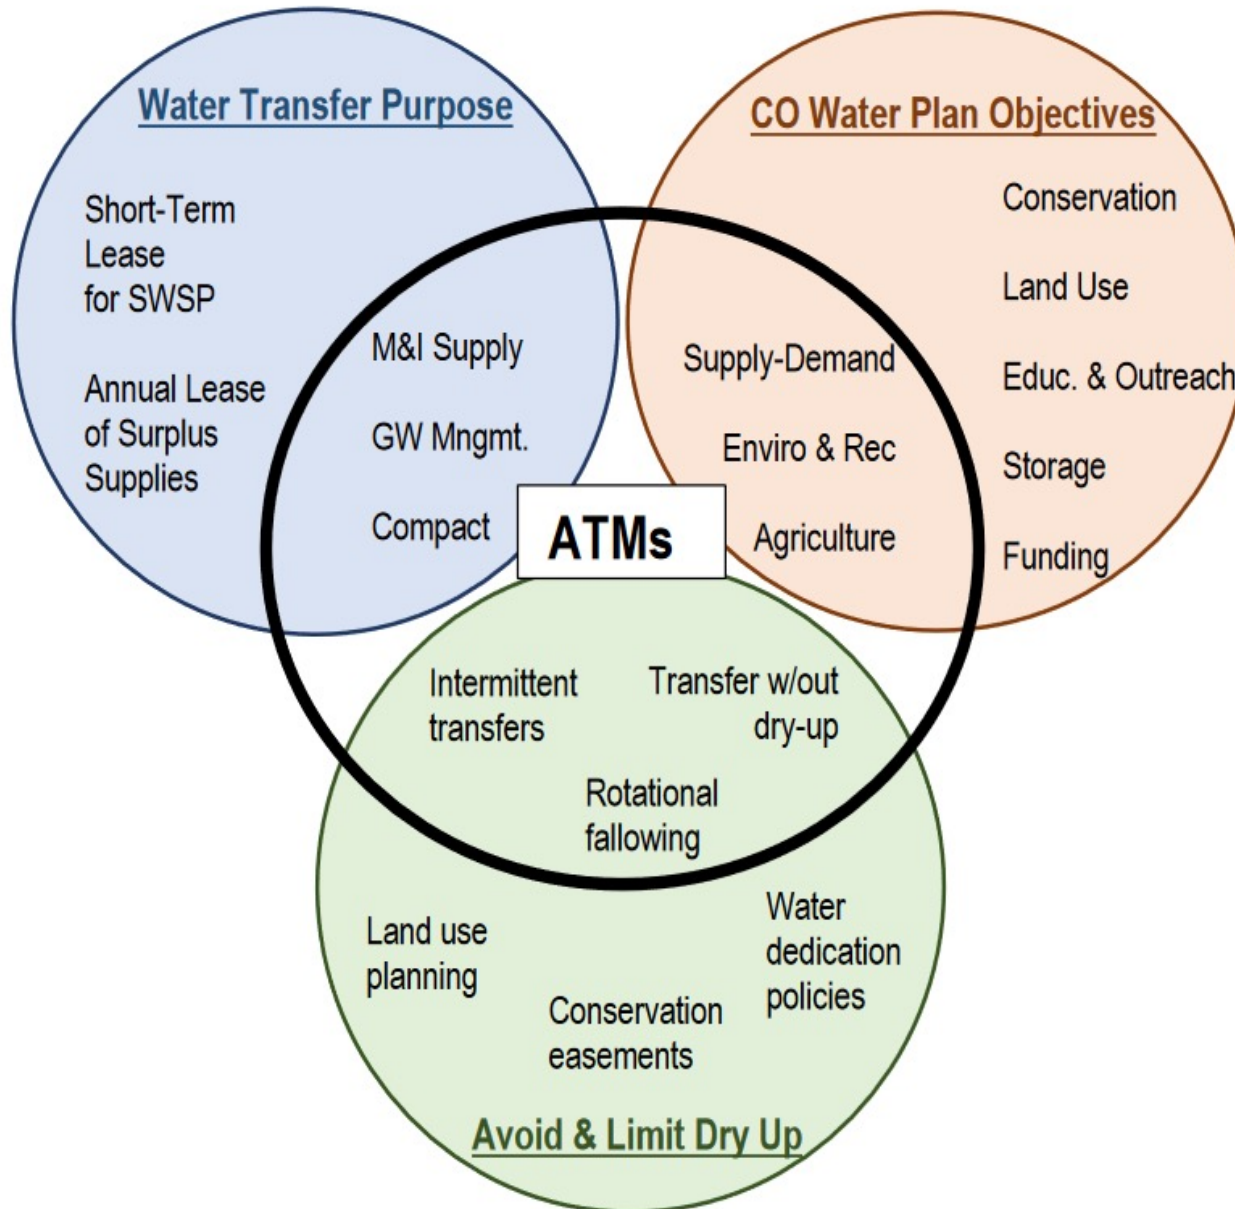 Water Transfer Purpose
Short-Term
Lease
for SWSP
Annual Lease
of Surplus
Supplies
M&I Supply
GW Mngmt.
Compact
CO Water Plan Objectives
Conservation
Land Use
Educ. & Outreach
Storage
Funding
Supply-Demand
Enviro & Rec
Agriculture
ATMs
Intermittent
transfers
Transfer w/out
dry-up
Rotational
fallowing
Land use
planning
Conservation
easements
Water
dedication
policies
Avoid & Limit Dry Up